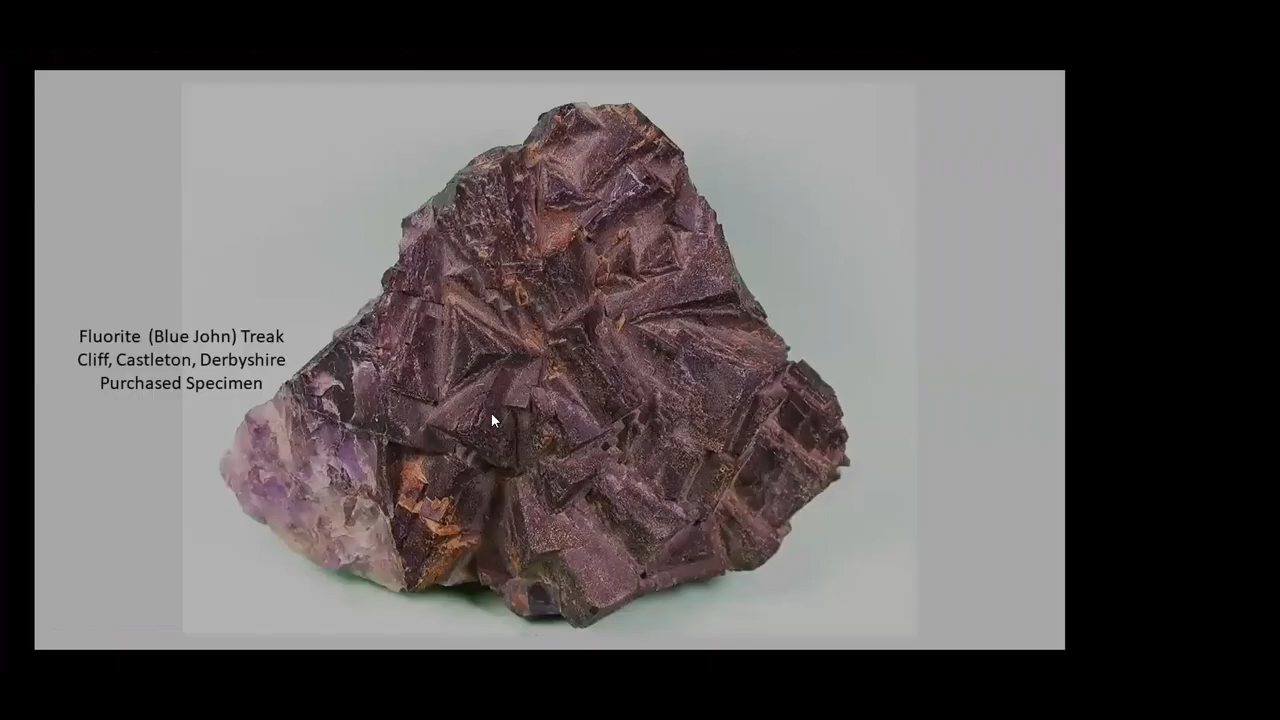 Fluorite (Blue John) Treak
Cliff, Castleton, Derbyshire
Purchased Specimen